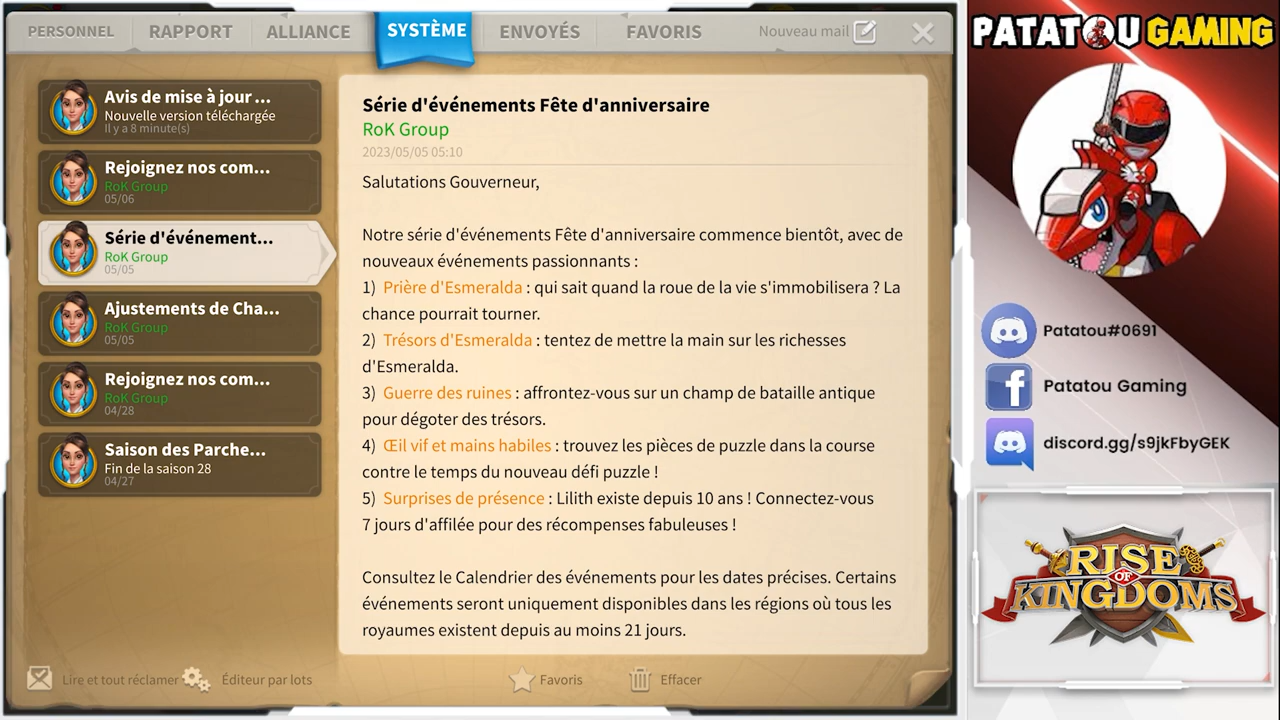 PERSONNEL
RAPPORT
ALLIANCE
SYSTÈME
ENVOYÉS
FAVORIS
Nouveau mail
Avis de mise à jour ...
Nouvelle version téléchargée
Il y a 8 minute(s)
Rejoignez nos com...
RoK Group
05/06
Série d'événement...
RoK Group
05/05
Ajustements de Cha...
RoK Group
05/05
Rejoignez nos com...
RoK Group
04/28
Saison des Parche...
Fin de la saison 28
04/27
Série d'événements Fête d'anniversaire
RoK Group
2023/05/05 05:10
Salutations Gouverneur,
Notre série d'événements Fête d'anniversaire commence bientôt, avec de
nouveaux événements passionnants :
1) Prière d'Esmeralda : qui sait quand la roue de la vie s'immobilisera ? La
chance pourrait tourner.
2) Trésors d'Esmeralda : tentez de mettre la main sur les richesses
d'Esmeralda.
3) Guerre des ruines : affrontez-vous sur un champ de bataille antique
pour dégoter des trésors.
4) Œil vif et mains habiles : trouvez les pièces de puzzle dans la course
contre le temps du nouveau défi puzzle !
5) Surprises de présence : Lilith existe depuis 10 ans ! Connectez-vous
7 jours d'affilée pour des récompenses fabuleuses !
Consultez le Calendrier des événements pour les dates précises. Certains
événements seront uniquement disponibles dans les régions où tous les
royaumes existent depuis au moins 21 jours.
Lire et tout réclamer
Éditeur par lots
Favoris
Effacer
PATATOU GAMING
Patatou#0691
Patatou Gaming
discord.gg/s9jkFbyGEK
RISE
OF
KINGDOMS